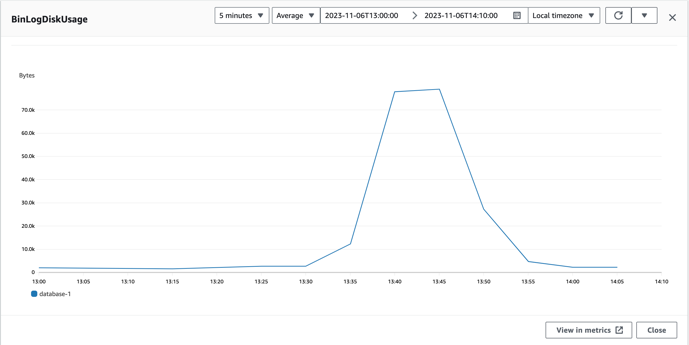 BinLogDiskUsage
5 minutes
Average
2023-11-06T13:00:00
2023-11-06T14:10:00
Local timezone
Bytes
70.0k
60.0k
50.0k
40.0k
30.0k
20.0k
10.0k
0
13:00 13:05 13:10 13:15 13:20 13:25 13:30 13:35 13:40 13:45 13:50 13:55 14:00 14:05 14:10
database-1
View in metrics
Close